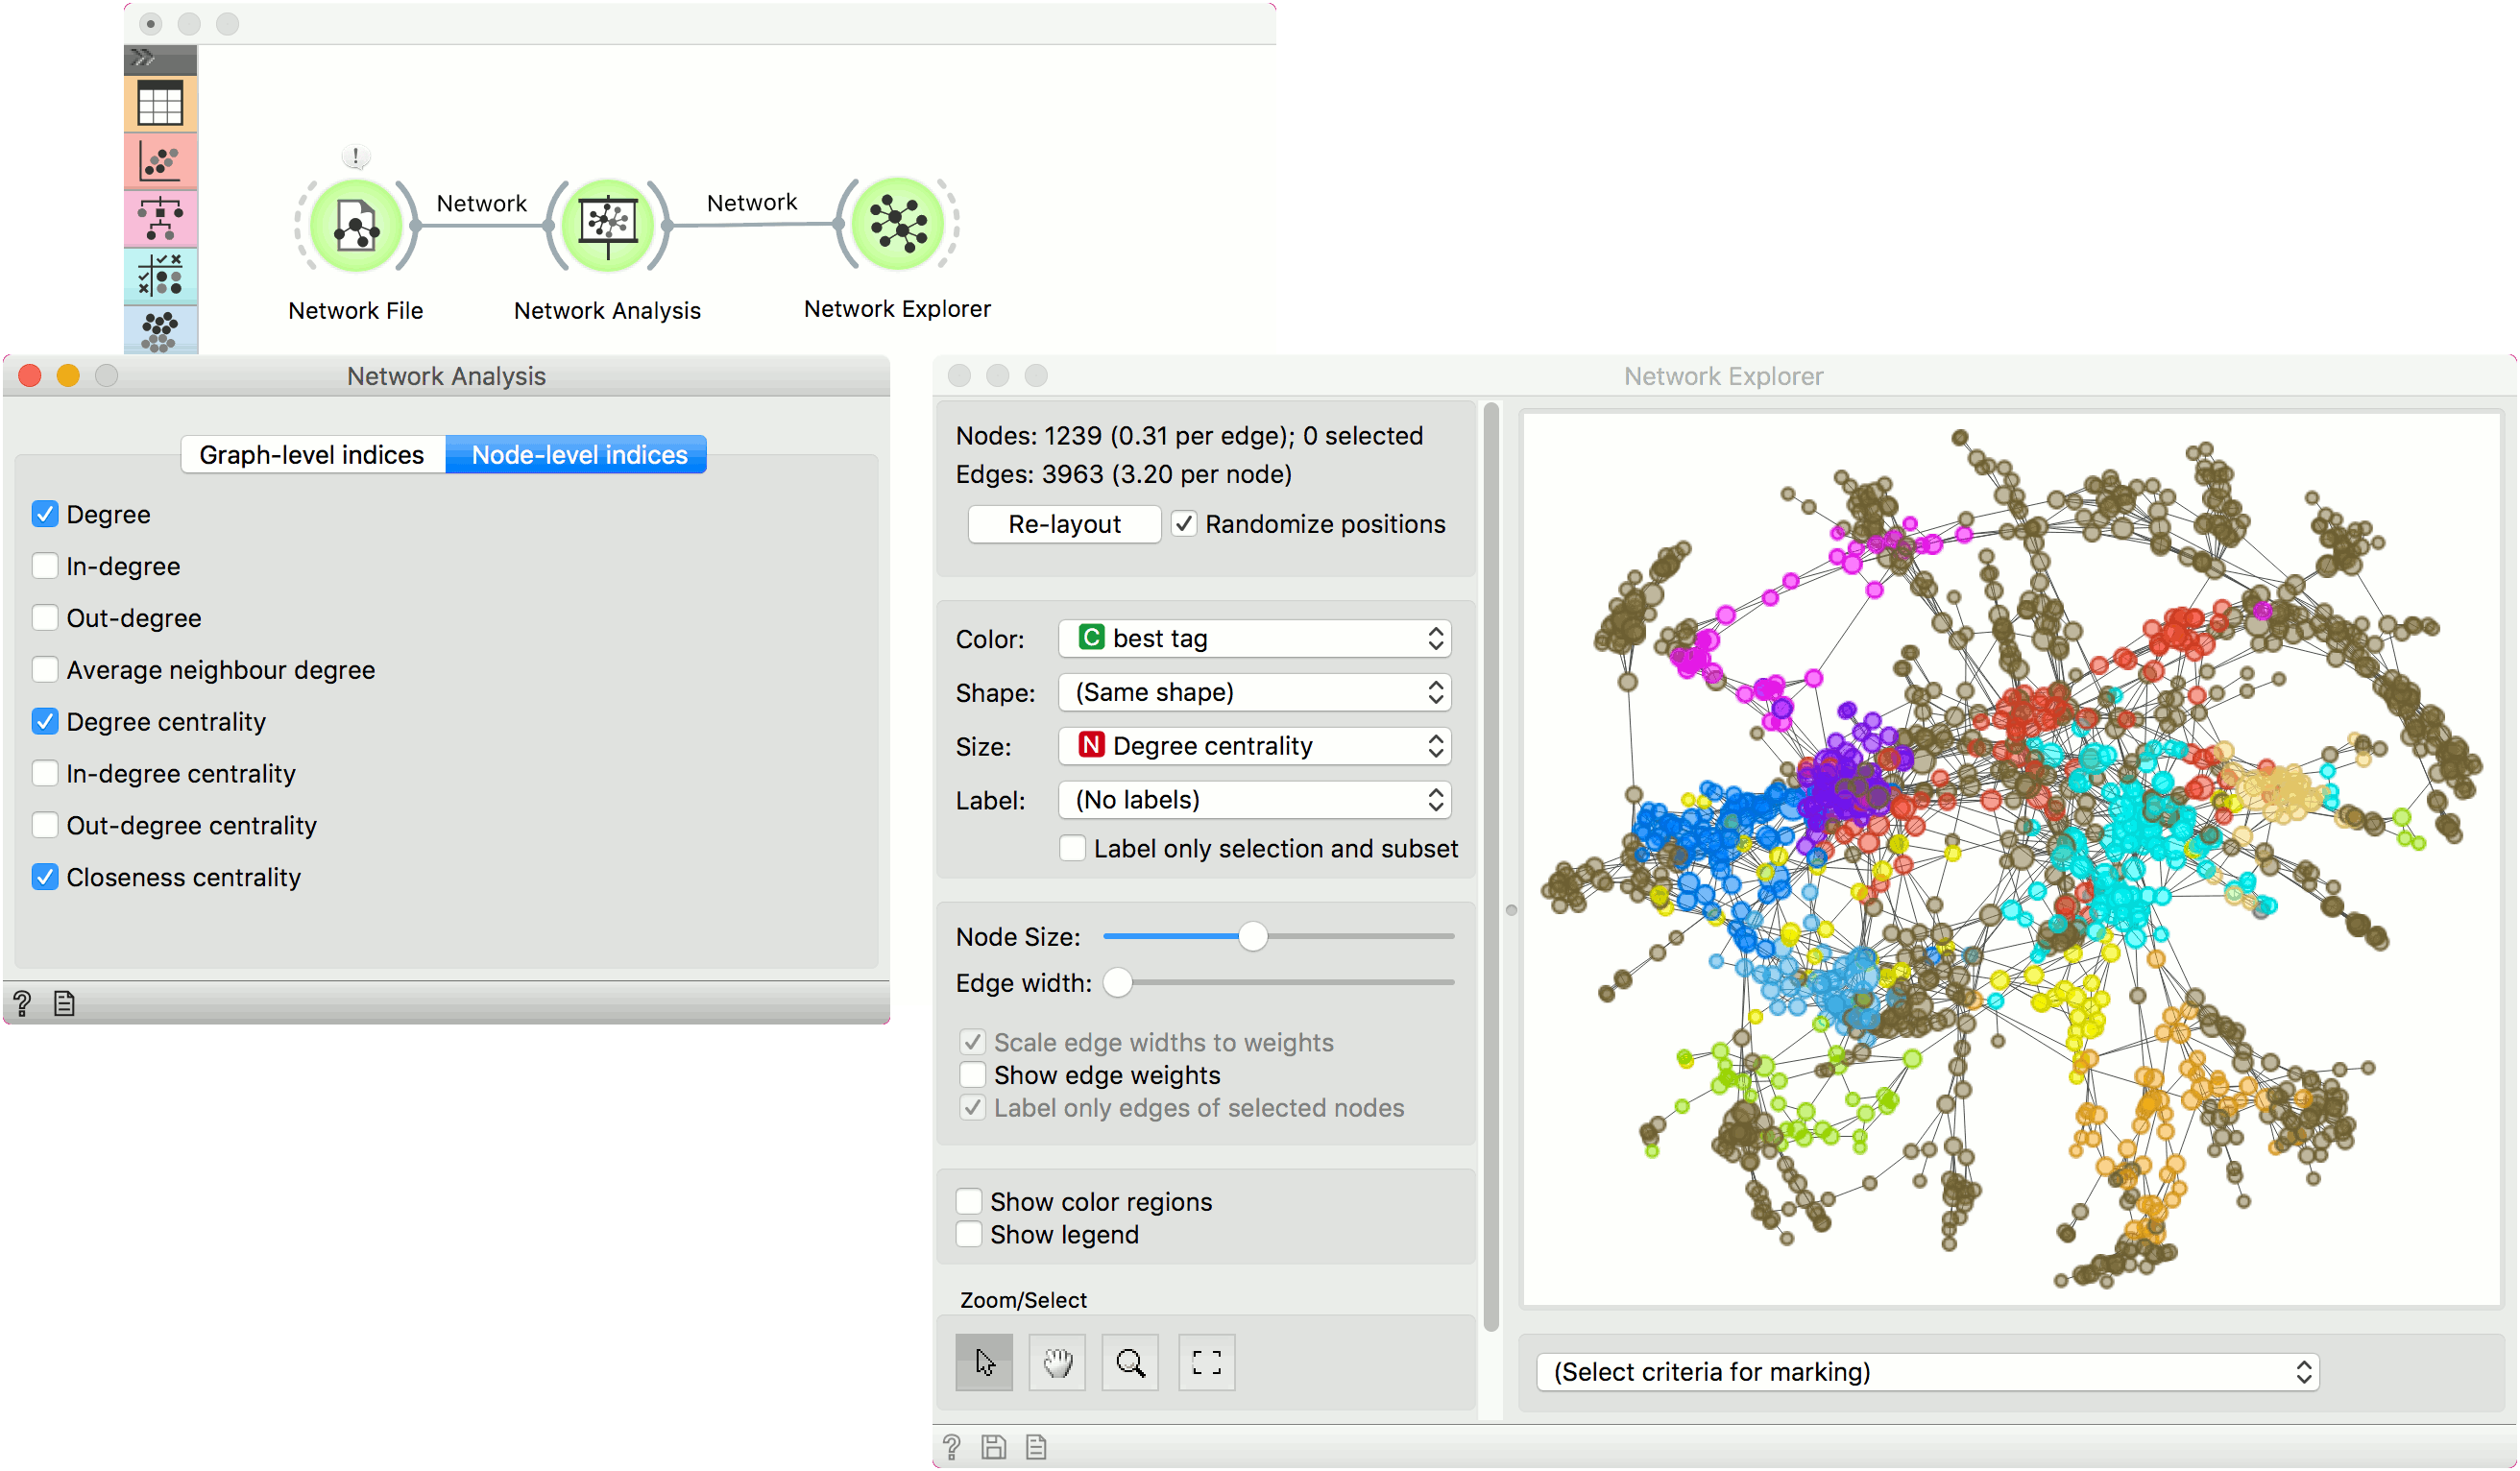 !
Network
Network
Network File
Network Analysis
Network Explorer
Network Analysis
Graph-level indices
Node-level indices
Degree
In-degree
Out-degree
Average neighbour degree
Degree centrality
In-degree centrality
Out-degree centrality
Closeness centrality
?
Network Explorer
Nodes: 1239 (0.31 per edge); 0 selected
Edges: 3963 (3.20 per node)
Re-layout
Randomize positions
Color: C best tag
Shape: (Same shape)
Size: N Degree centrality
Label: (No labels)
Label only selection and subset
Node Size:
Edge width:
Scale edge widths to weights
Show edge weights
Label only edges of selected nodes
Show color regions
Show legend
Zoom/Select
(Select criteria for marking)
?